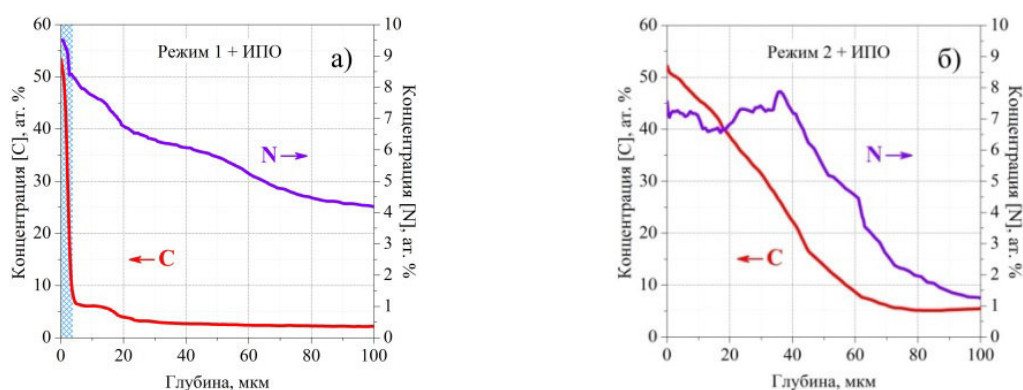 Режим 1 + ИПО
а)
Концентрация [C], ат. %
60
50
40
30
20
10
0
N
C
10
9
8
7
6
5
4
3
2
1
0
Концентрация [N], ат. %
0 20 40 60 80 100
Глубина, мкм
Режим 2 + ИПО
б)
Концентрация [C], ат. %
60
50
40
30
20
10
0
N
C
10
9
8
7
6
5
4
3
2
1
0
Концентрация [N], ат. %
0 20 40 60 80 100
Глубина, мкм